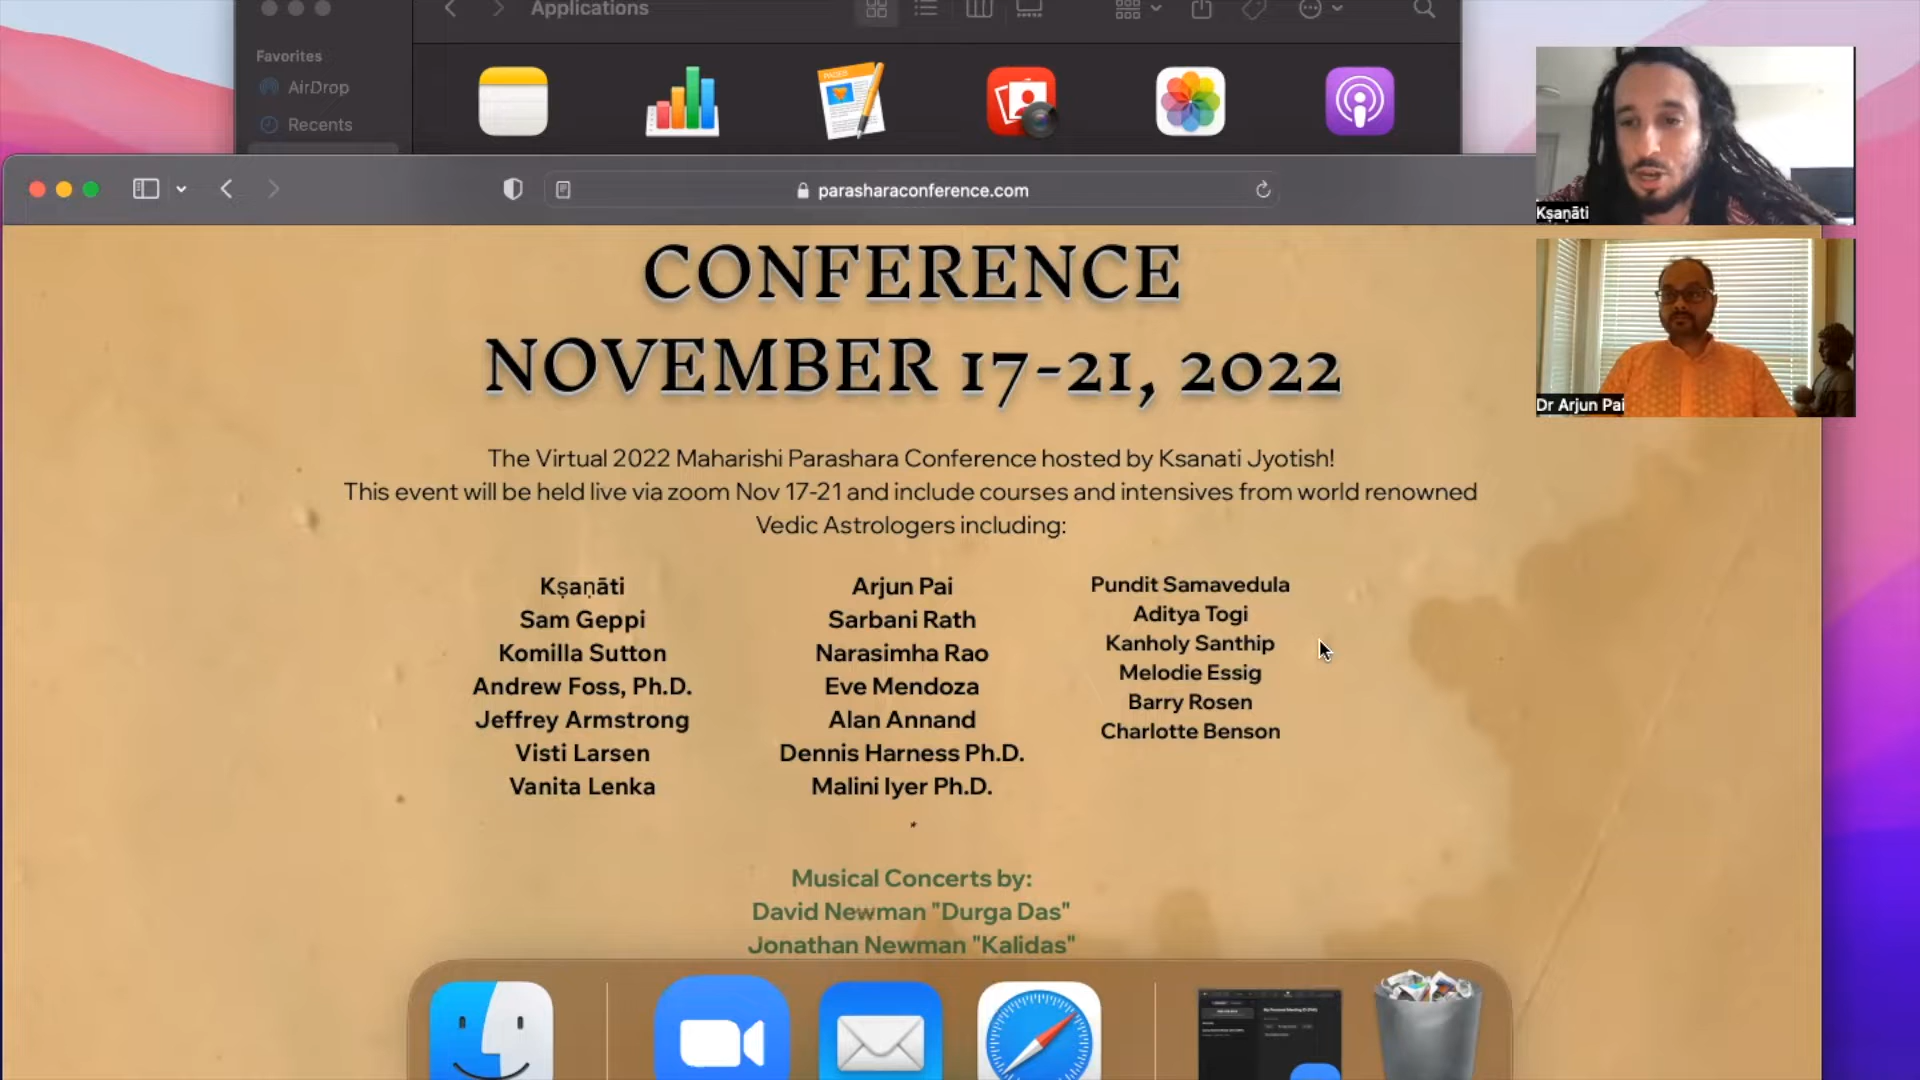 Applications
Favorites
AirDrop
Recents
PAGES
parasharaconference.com
Kṣaṇāti
Dr Arjun Pai
CONFERENCE
NOVEMBER 17-21, 2022
The Virtual 2022 Maharishi Parashara Conference hosted by Ksanati Jyotish!
This event will be held live via zoom Nov 17-21 and include courses and intensives from world renowned
Vedic Astrologers including:
Kṣaṇāti
Sam Geppi
Komilla Sutton
Andrew Foss, Ph.D.
Jeffrey Armstrong
Visti Larsen
Vanita Lenka
Arjun Pai
Sarbani Rath
Narasimha Rao
Eve Mendoza
Alan Annand
Dennis Harness Ph.D.
Malini Iyer Ph.D.
*
Pundit Samavedula
Aditya Togi
Kanholy Santhip
Melodie Essig
Barry Rosen
Charlotte Benson
Musical Concerts by:
David Newman "Durga Das"
Jonathan Newman "Kalidas"